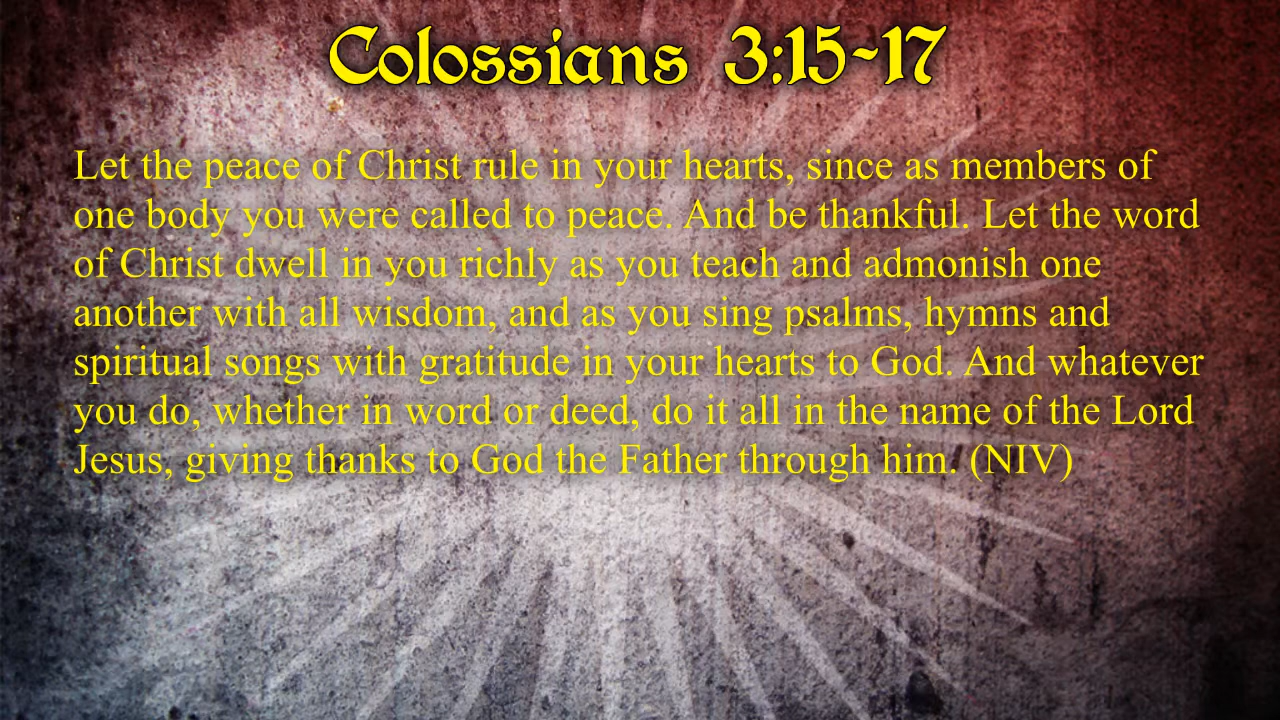 Colossians 3:15-17
Let the peace of Christ rule in your hearts, since as members of
one body you were called to peace. And be thankful. Let the word
of Christ dwell in you richly as you teach and admonish one
another with all wisdom, and as you sing psalms, hymns and
spiritual songs with gratitude in your hearts to God. And whatever
you do, whether in word or deed, do it all in the name of the Lord
Jesus, giving thanks to God the Father through him. (NIV)